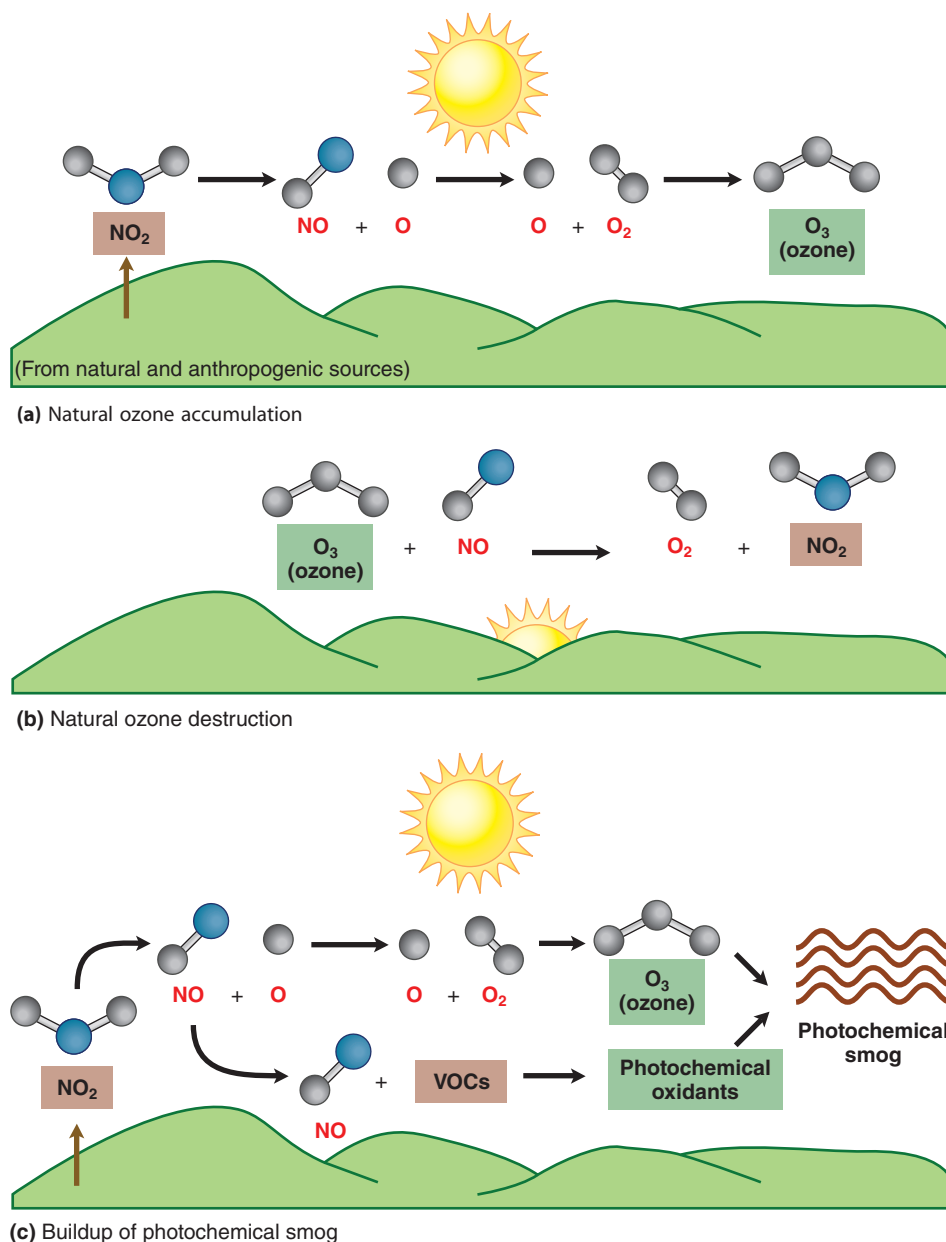 NO₂
NO + O
O + O₂
O₃
(ozone)
(From natural and anthropogenic sources)
(a) Natural ozone accumulation
O₃
(ozone)
+ NO
O₂ + NO₂
(b) Natural ozone destruction
NO + O
O + O₂
O₃
(ozone)
Photochemical
smog
NO₂
NO
+ VOCs
Photochemical
oxidants
(c) Buildup of photochemical smog